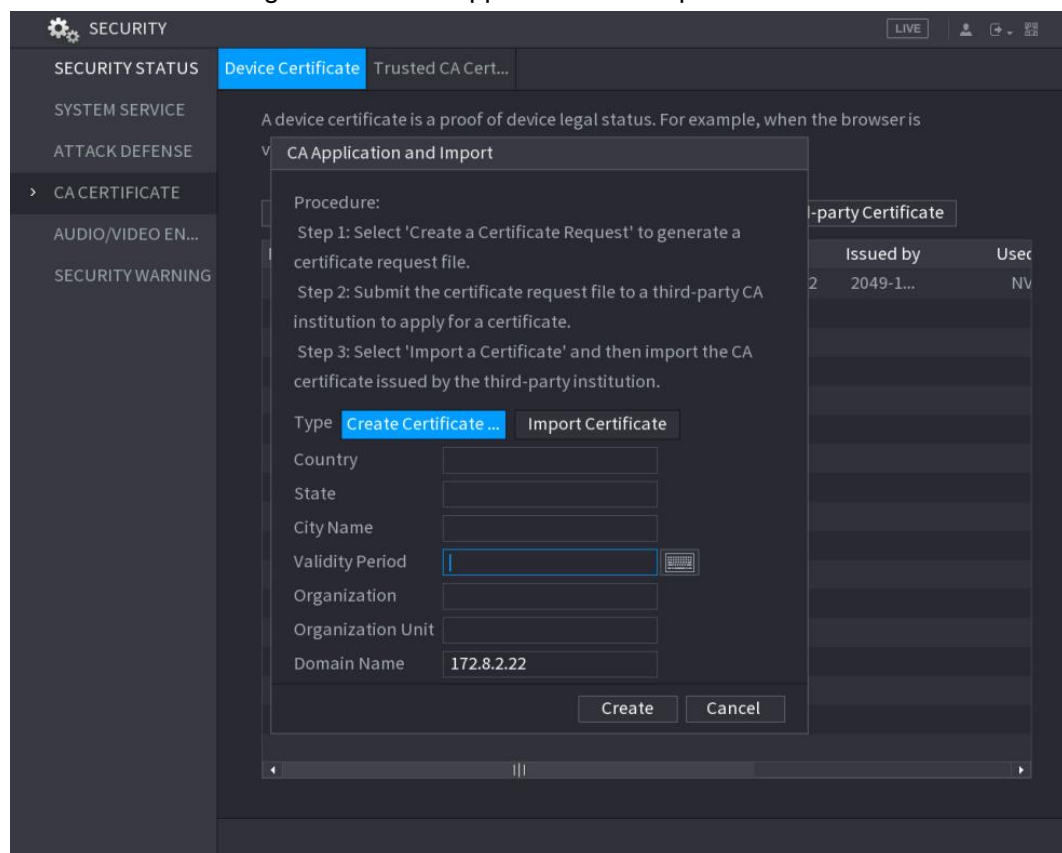 SECURITY
LIVE
SECURITY STATUS
Device Certificate
Trusted CA Cert...
SYSTEM SERVICE
ATTACK DEFENSE
CA CERTIFICATE
AUDIO/VIDEO EN...
SECURITY WARNING
A device certificate is a proof of device legal status. For example, when the browser is
CA Application and Import
Procedure:
Step 1: Select 'Create a Certificate Request' to generate a
certificate request file.
Step 2: Submit the certificate request file to a third-party CA
institution to apply for a certificate.
Step 3: Select 'Import a Certificate' and then import the CA
certificate issued by the third-party institution.
Type Create Certificate ... Import Certificate
Country
State
City Name
Validity Period
Organization
Organization Unit
Domain Name 172.8.2.22
Create Cancel
-party Certificate
Issued by Used
2 2049-1... NV